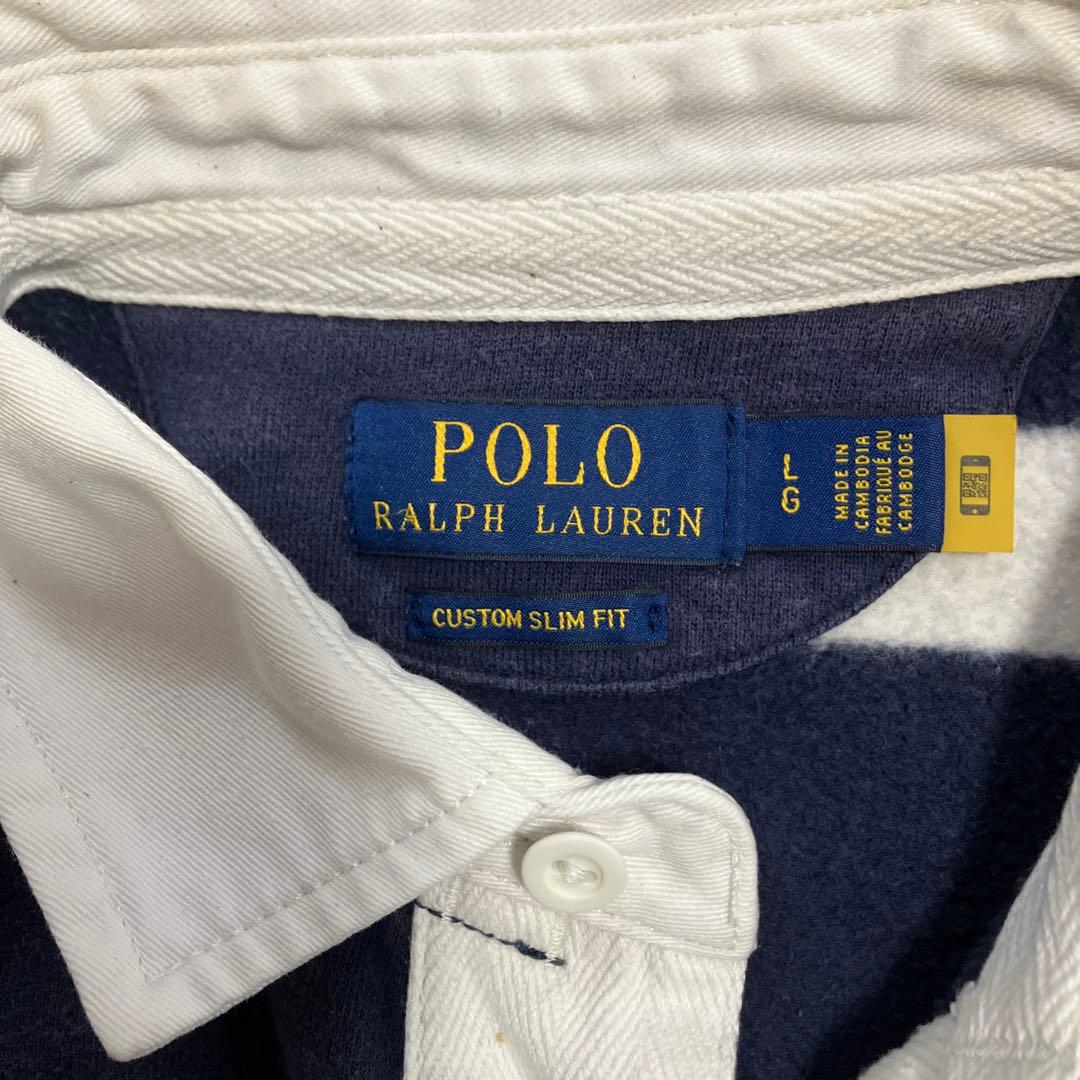 POLO
RALPH LAUREN
CUSTOM SLIM FIT
L
G
MADE IN
CAMBODIA
FABRIQUÉ AU
CAMBODGE